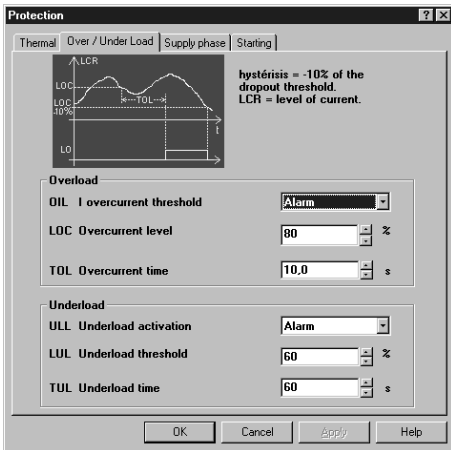 Protection
Thermal Over / Under Load Supply phase Starting
LCR
LOC
TOL
LOC
-10%
t
LO
hystérisis = -10% of the
dropout threshold.
LCR = level of current.
Overload
OIL I overcurrent threshold Alarm
LOC Overcurrent level 80 %
TOL Overcurrent time 10,0 s
Underload
ULL Underload activation Alarm
LUL Underload threshold 60 %
TUL Underload time 60 s
OK Cancel Apply Help